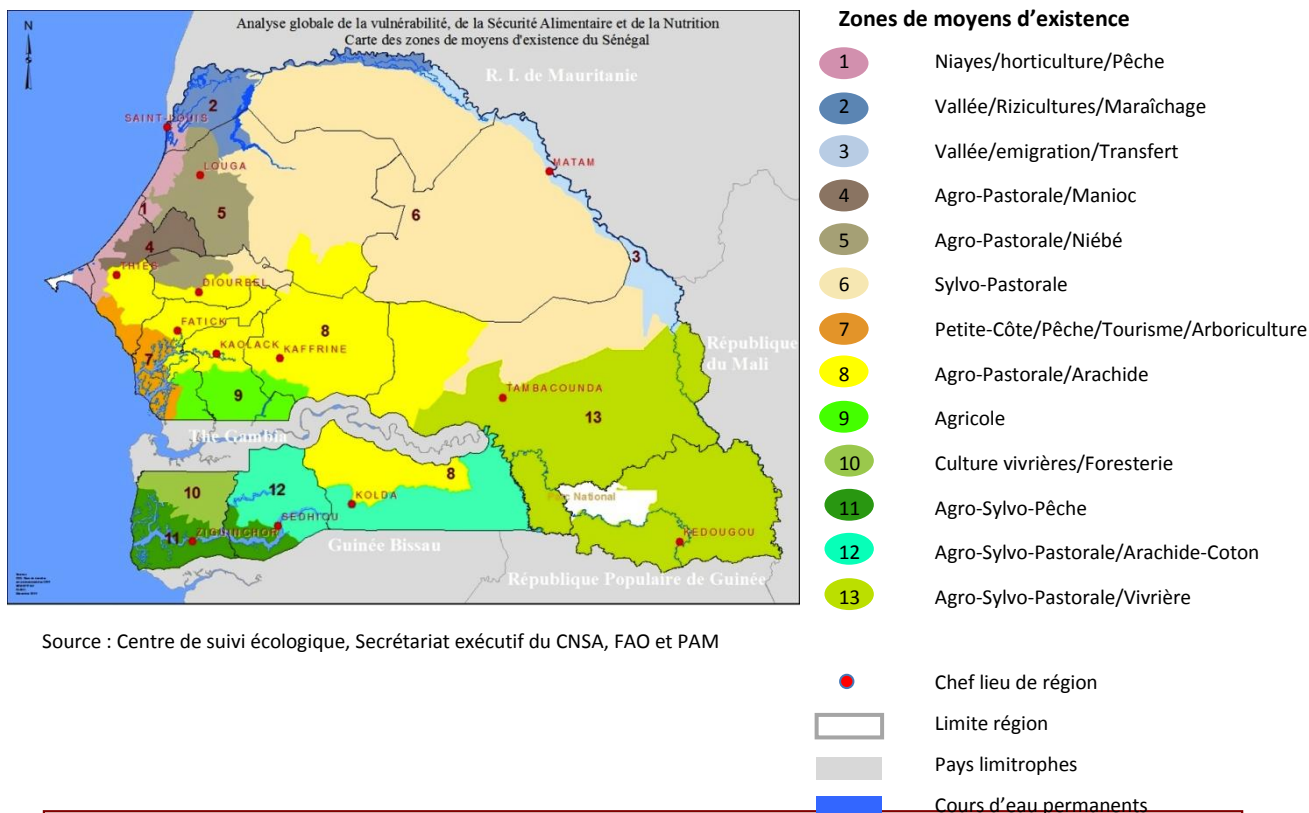 Analyse globale de la vulnérabilité, de la Sécurité Alimentaire et de la Nutrition
Carte des zones de moyens d'existence du Sénégal
N
R. I. de Mauritanie
SAINT-LOUIS
2
LOUGA
MATAM
1
5
6
4
3
THIES
DIOURBEL
FATICK
8
KAOLACK
KAFFRINE
7
République
du Mali
9
TAMBACOUNDA
13
The Gambia
8
10
12
KOLDA
Parc National
SEDHIOU
11
ZIGUINCHOR
KEDOUGOU
Guinée Bissau
République Populaire de Guinée
Source : Centre de suivi écologique, Secrétariat exécutif du CNSA, FAO et PAM
Zones de moyens d’existence
1 Niayes/horticulture/Pêche
2 Vallée/Rizicultures/Maraîchage
3 Vallée/emigration/Transfert
4 Agro-Pastorale/Manioc
5 Agro-Pastorale/Niébé
6 Sylvo-Pastorale
7 Petite-Côte/Pêche/Tourisme/Arboriculture
8 Agro-Pastorale/Arachide
9 Agricole
10 Culture vivrières/Foresterie
11 Agro-Sylvo-Pêche
12 Agro-Sylvo-Pastorale/Arachide-Coton
13 Agro-Sylvo-Pastorale/Vivrière
Chef lieu de région
Limite région
Pays limitrophes
Cours d’eau permanents